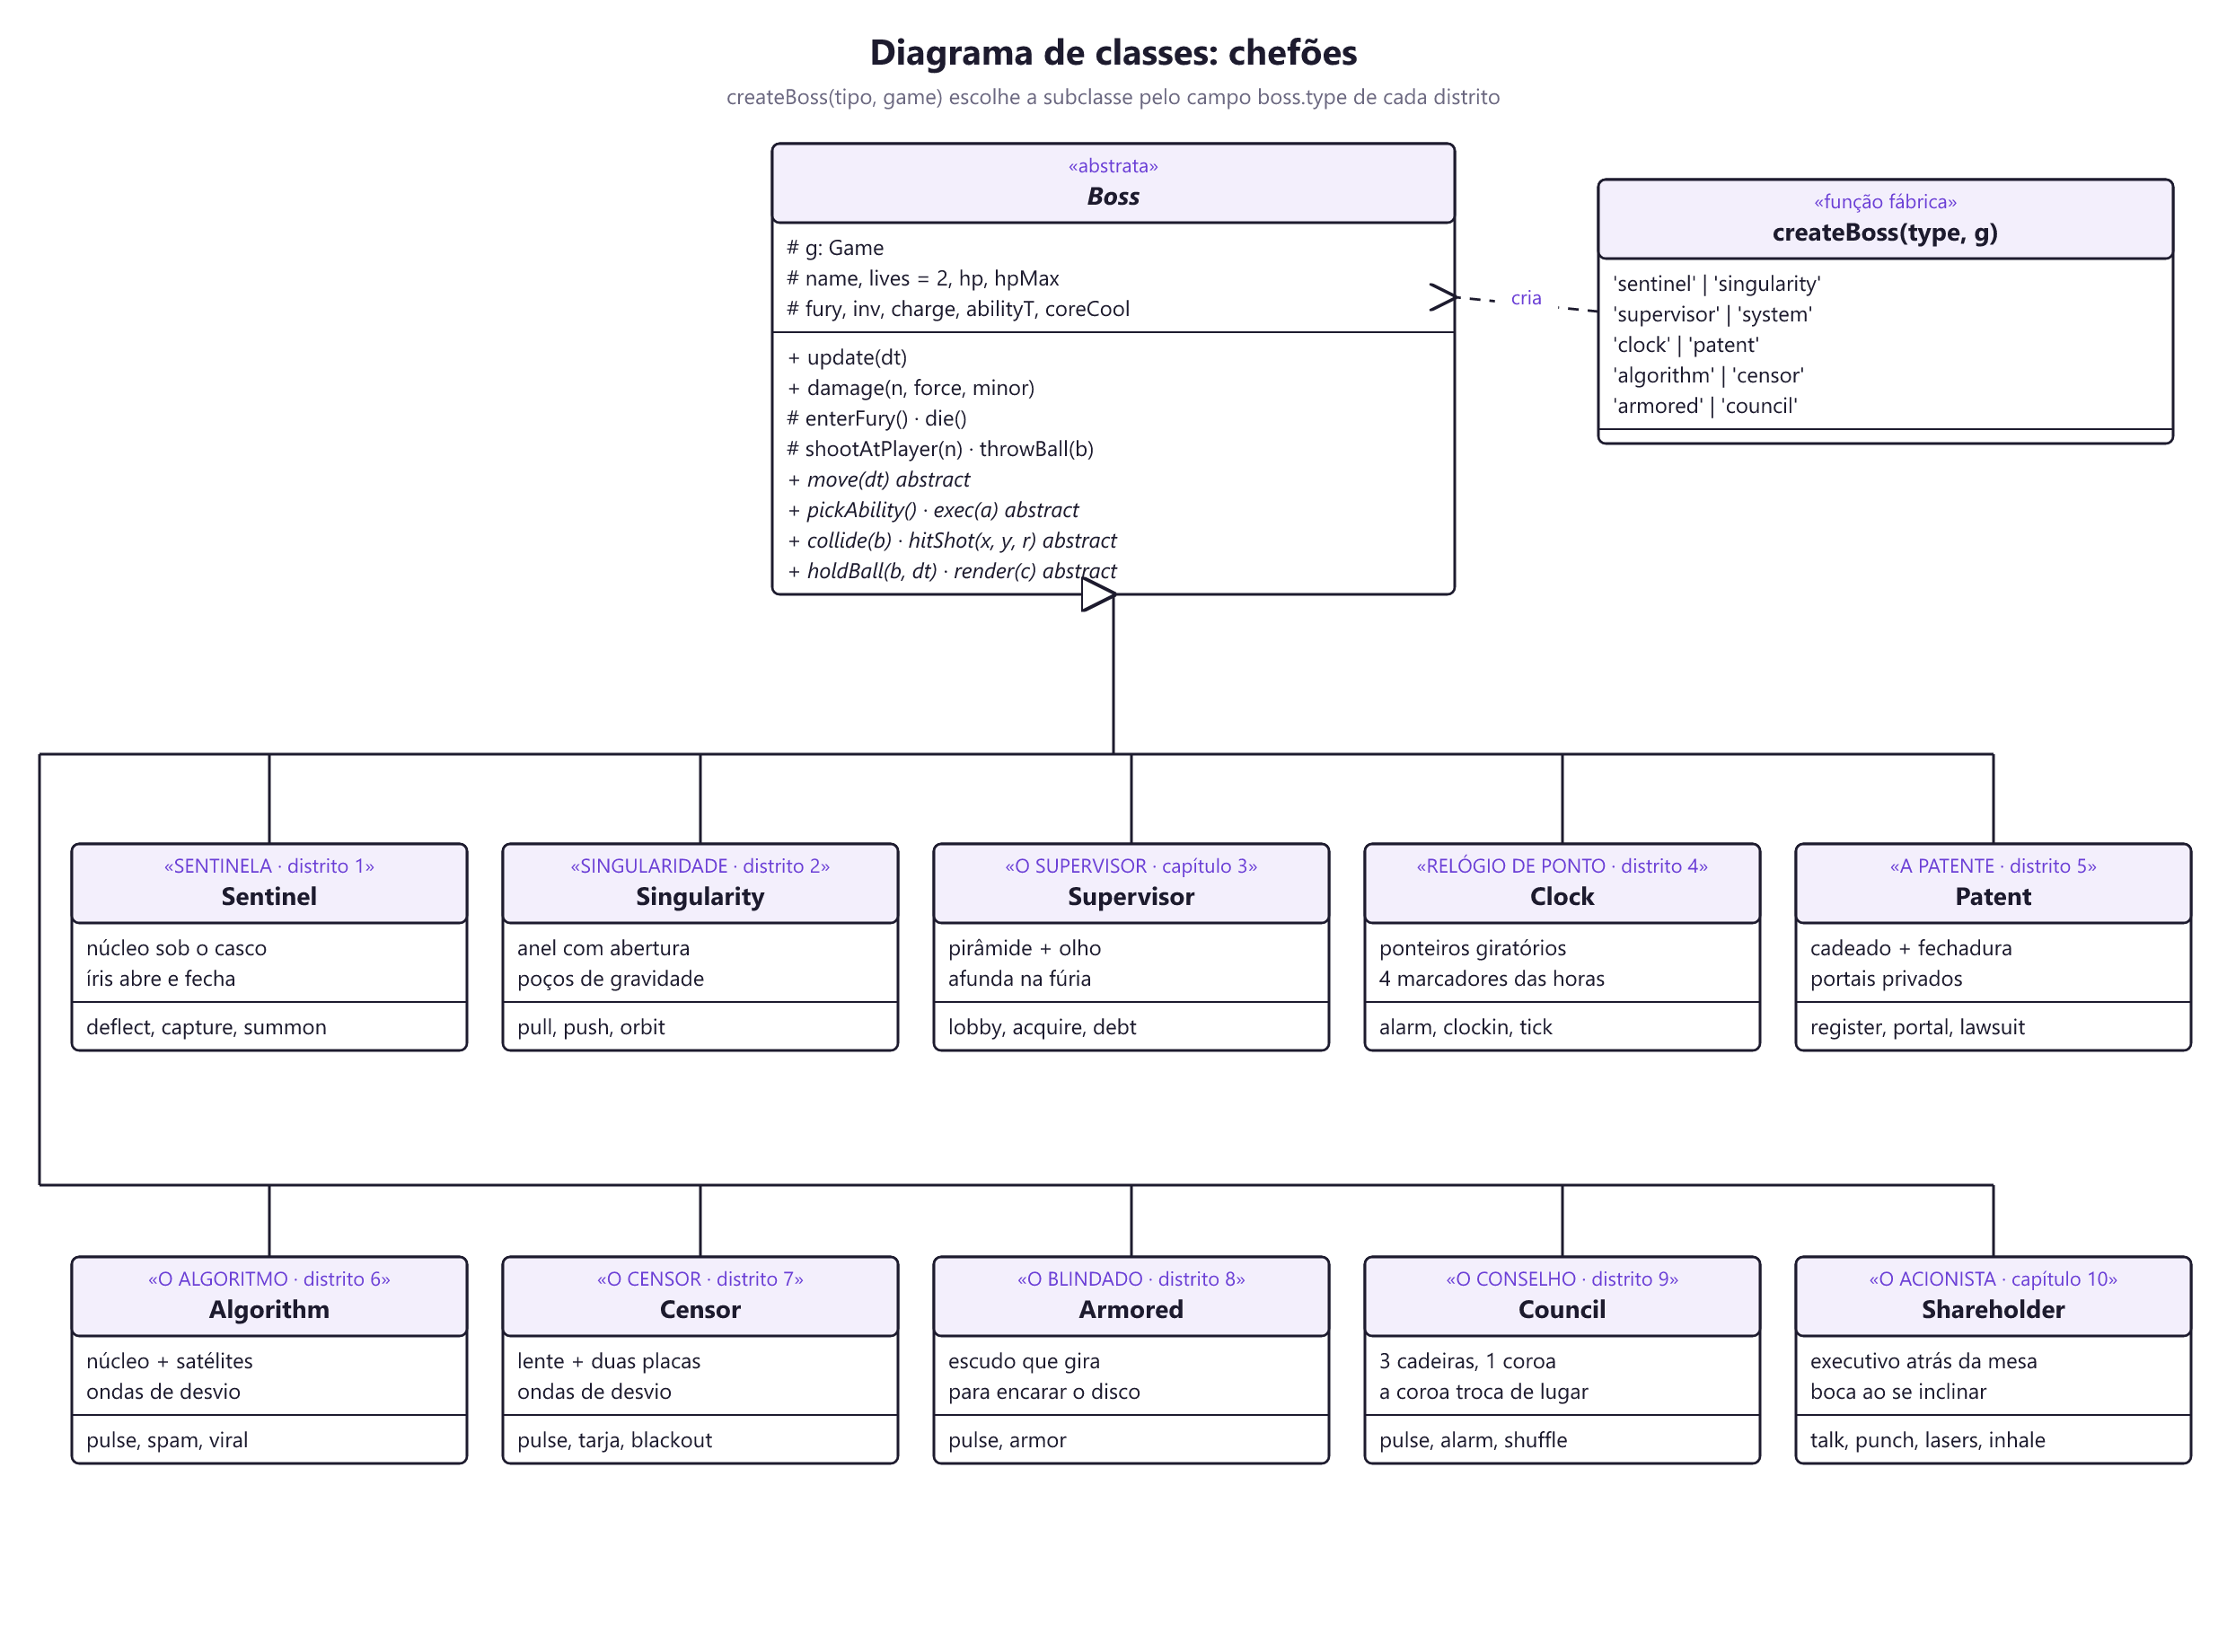 Diagrama de classes: chefões
createBoss(tipo, game) escolhe a subclasse pelo campo boss.type de cada distrito
«abstrata»
Boss
# g: Game
# name, lives = 2, hp, hpMax
# fury, inv, charge, abilityT, coreCool
+ update(dt)
+ damage(n, force, minor)
# enterFury() · die()
# shootAtPlayer(n) · throwBall(b)
+ move(dt) abstract
+ pickAbility() · exec(a) abstract
+ collide(b) · hitShot(x, y, r) abstract
+ holdBall(b, dt) · render(c) abstract
cria
«função fábrica»
createBoss(type, g)
'sentinel' | 'singularity'
'supervisor' | 'system'
'clock' | 'patent'
'algorithm' | 'censor'
'armored' | 'council'
«SENTINELA · distrito 1»
Sentinel
núcleo sob o casco
íris abre e fecha
deflect, capture, summon
«SINGULARIDADE · distrito 2»
Singularity
anel com abertura
poços de gravidade
pull, push, orbit
«O SUPERVISOR · capítulo 3»
Supervisor
pirâmide + olho
afunda na fúria
lobby, acquire, debt
«RELÓGIO DE PONTO · distrito 4»
Clock
ponteiros giratórios
4 marcadores das horas
alarm, clockin, tick
«A PATENTE · distrito 5»
Patent
cadeado + fechadura
portais privados
register, portal, lawsuit
«O ALGORITMO · distrito 6»
Algorithm
núcleo + satélites
ondas de desvio
pulse, spam, viral
«O CENSOR · distrito 7»
Censor
lente + duas placas
ondas de desvio
pulse, tarja, blackout
«O BLINDADO · distrito 8»
Armored
escudo que gira
para encarar o disco
pulse, armor
«O CONSELHO · distrito 9»
Council
3 cadeiras, 1 coroa
a coroa troca de lugar
pulse, alarm, shuffle
«O ACIONISTA · capítulo 10»
Shareholder
executivo atrás da mesa
boca ao se inclinar
talk, punch, lasers, inhale